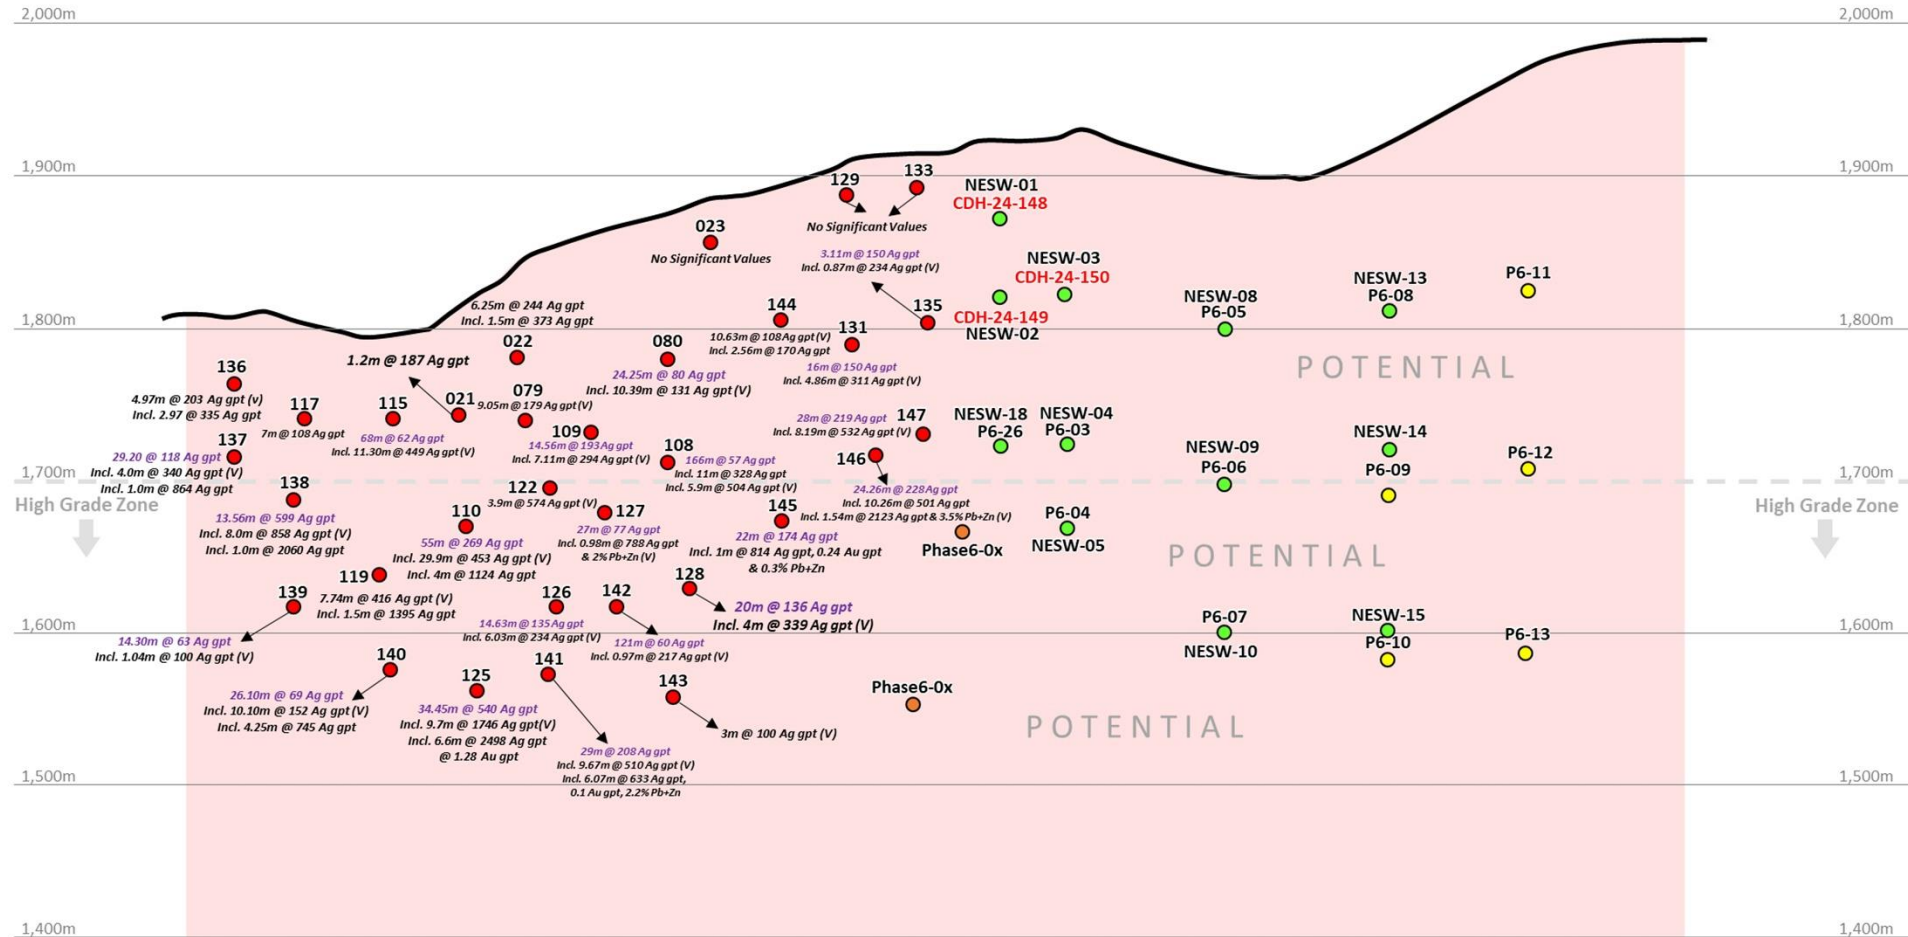 2,000m
2,000m
1,900m
1,900m
1,800m
1,800m
1,700m
1,700m
High Grade Zone
High Grade Zone
1,600m
1,600m
1,500m
1,500m
1,400m
1,400m
129
133
No Significant Values
023
No Significant Values
NESW-01
CDH-24-148
3.11m @ 150 Ag gpt
Incl. 0.87m @ 234 Ag gpt (V)
135
NESW-03
CDH-24-150
CDH-24-149
NESW-02
NESW-08
P6-05
NESW-13
P6-08
P6-11
6.25m @ 244 Ag gpt
Incl. 1.5m @ 373 Ag gpt
022
144
10.63m @ 108 Ag gpt (V)
Incl. 2.56m @ 170 Ag gpt
131
16m @ 150 Ag gpt
Incl. 4.86m @ 311 Ag gpt (V)
080
24.25m @ 80 Ag gpt
Incl. 10.39m @ 131 Ag gpt (V)
POTENTIAL
136
4.97m @ 203 Ag gpt (v)
Incl. 2.97 @ 335 Ag gpt
1.2m @ 187 Ag gpt
021
117
7m @ 108 Ag gpt
115
68m @ 62 Ag gpt
Incl. 11.30m @ 449 Ag gpt (V)
079
9.05m @ 179 Ag gpt (V)
109
14.56m @ 193Ag gpt
Incl. 7.11m @ 294 Ag gpt (V)
108
166m @ 57 Ag gpt
Incl. 11m @ 328 Ag gpt
Incl. 5.9m @ 504 Ag gpt (V)
28m @ 219 Ag gpt
Incl. 8.19m @ 532 Ag gpt (V)
147
146
24.26m @ 228Ag gpt
Incl. 10.26m @ 501 Ag gpt
Incl. 1.54m @ 2123 Ag gpt & 3.5% Pb+Zn (V)
NESW-18
P6-26
NESW-04
P6-03
NESW-09
P6-06
NESW-14
P6-09
P6-12
137
29.20 @ 118 Ag gpt
Incl. 4.0m @ 340 Ag gpt (V)
Incl. 1.0m @ 864 Ag gpt
138
13.56m @ 599 Ag gpt
Incl. 8.0m @ 858 Ag gpt (V)
Incl. 1.0m @ 2060 Ag gpt
122
3.9m @ 574 Ag gpt (V)
127
27m @ 77 Ag gpt
Incl. 0.98m @ 788 Ag gpt
& 2% Pb+Zn (V)
110
55m @ 269 Ag gpt
Incl. 29.9m @ 453 Ag gpt (V)
Incl. 4m @ 1124 Ag gpt
145
22m @ 174 Ag gpt
Incl. 1m @ 814 Ag gpt, 0.24 Au gpt
& 0.3% Pb+Zn
Phase6-0x
P6-04
NESW-05
POTENTIAL
119
7.74m @ 416 Ag gpt (V)
Incl. 1.5m @ 1395 Ag gpt
139
14.30m @ 63 Ag gpt
Incl. 1.04m @ 100 Ag gpt (V)
126
14.63m @ 135 Ag gpt
Incl. 6.03m @ 234 Ag gpt (V)
142
121m @ 60 Ag gpt
Incl. 0.97m @ 217 Ag gpt (V)
128
20m @ 136 Ag gpt
Incl. 4m @ 339 Ag gpt (V)
P6-07
NESW-10
NESW-15
P6-10
P6-13
140
26.10m @ 69 Ag gpt
Incl. 10.10m @ 152 Ag gpt (V)
Incl. 4.25m @ 745 Ag gpt
125
34.45m @ 540 Ag gpt
Incl. 9.7m @ 1746 Ag gpt(V)
Incl. 6.6m @ 2498 Ag gpt
@ 1.28 Au gpt
141
29m @ 208 Ag gpt
Incl. 9.67m @ 510 Ag gpt (V)
Incl. 6.07m @ 633 Ag gpt,
0.1 Au gpt, 2.2% Pb+Zn
143
3m @ 100 Ag gpt (V)
Phase6-0x
POTENTIAL